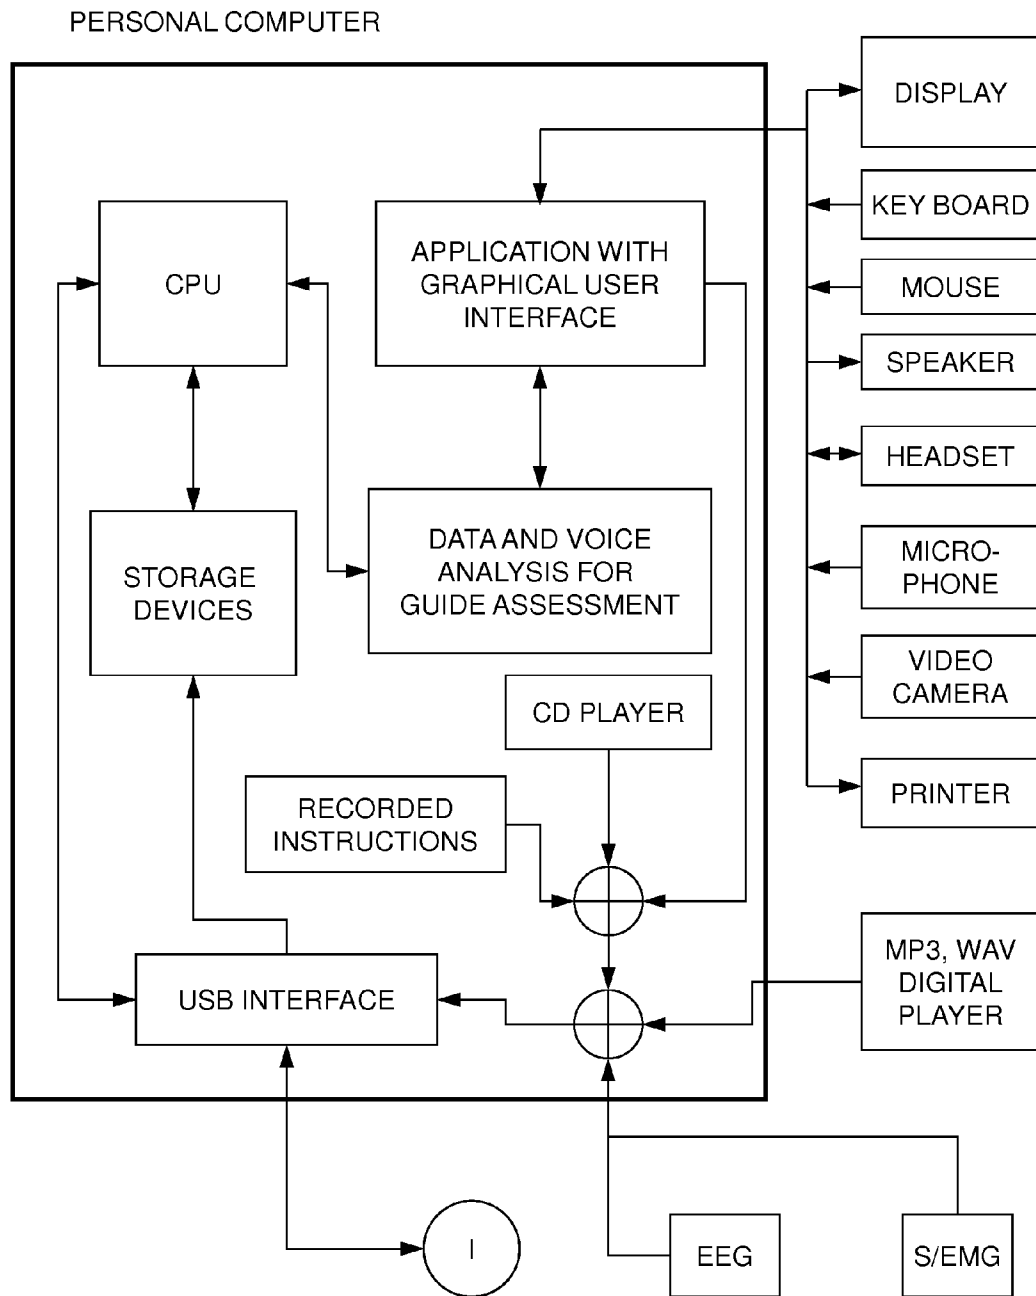 PERSONAL COMPUTER
DISPLAY
KEY BOARD
MOUSE
SPEAKER
HEADSET
MICRO-
PHONE
VIDEO
CAMERA
PRINTER
MP3, WAV
DIGITAL
PLAYER
CPU
APPLICATION WITH
GRAPHICAL USER
INTERFACE
STORAGE
DEVICES
DATA AND VOICE
ANALYSIS FOR
GUIDE ASSESSMENT
CD PLAYER
RECORDED
INSTRUCTIONS
USB INTERFACE
I
EEG
S/EMG